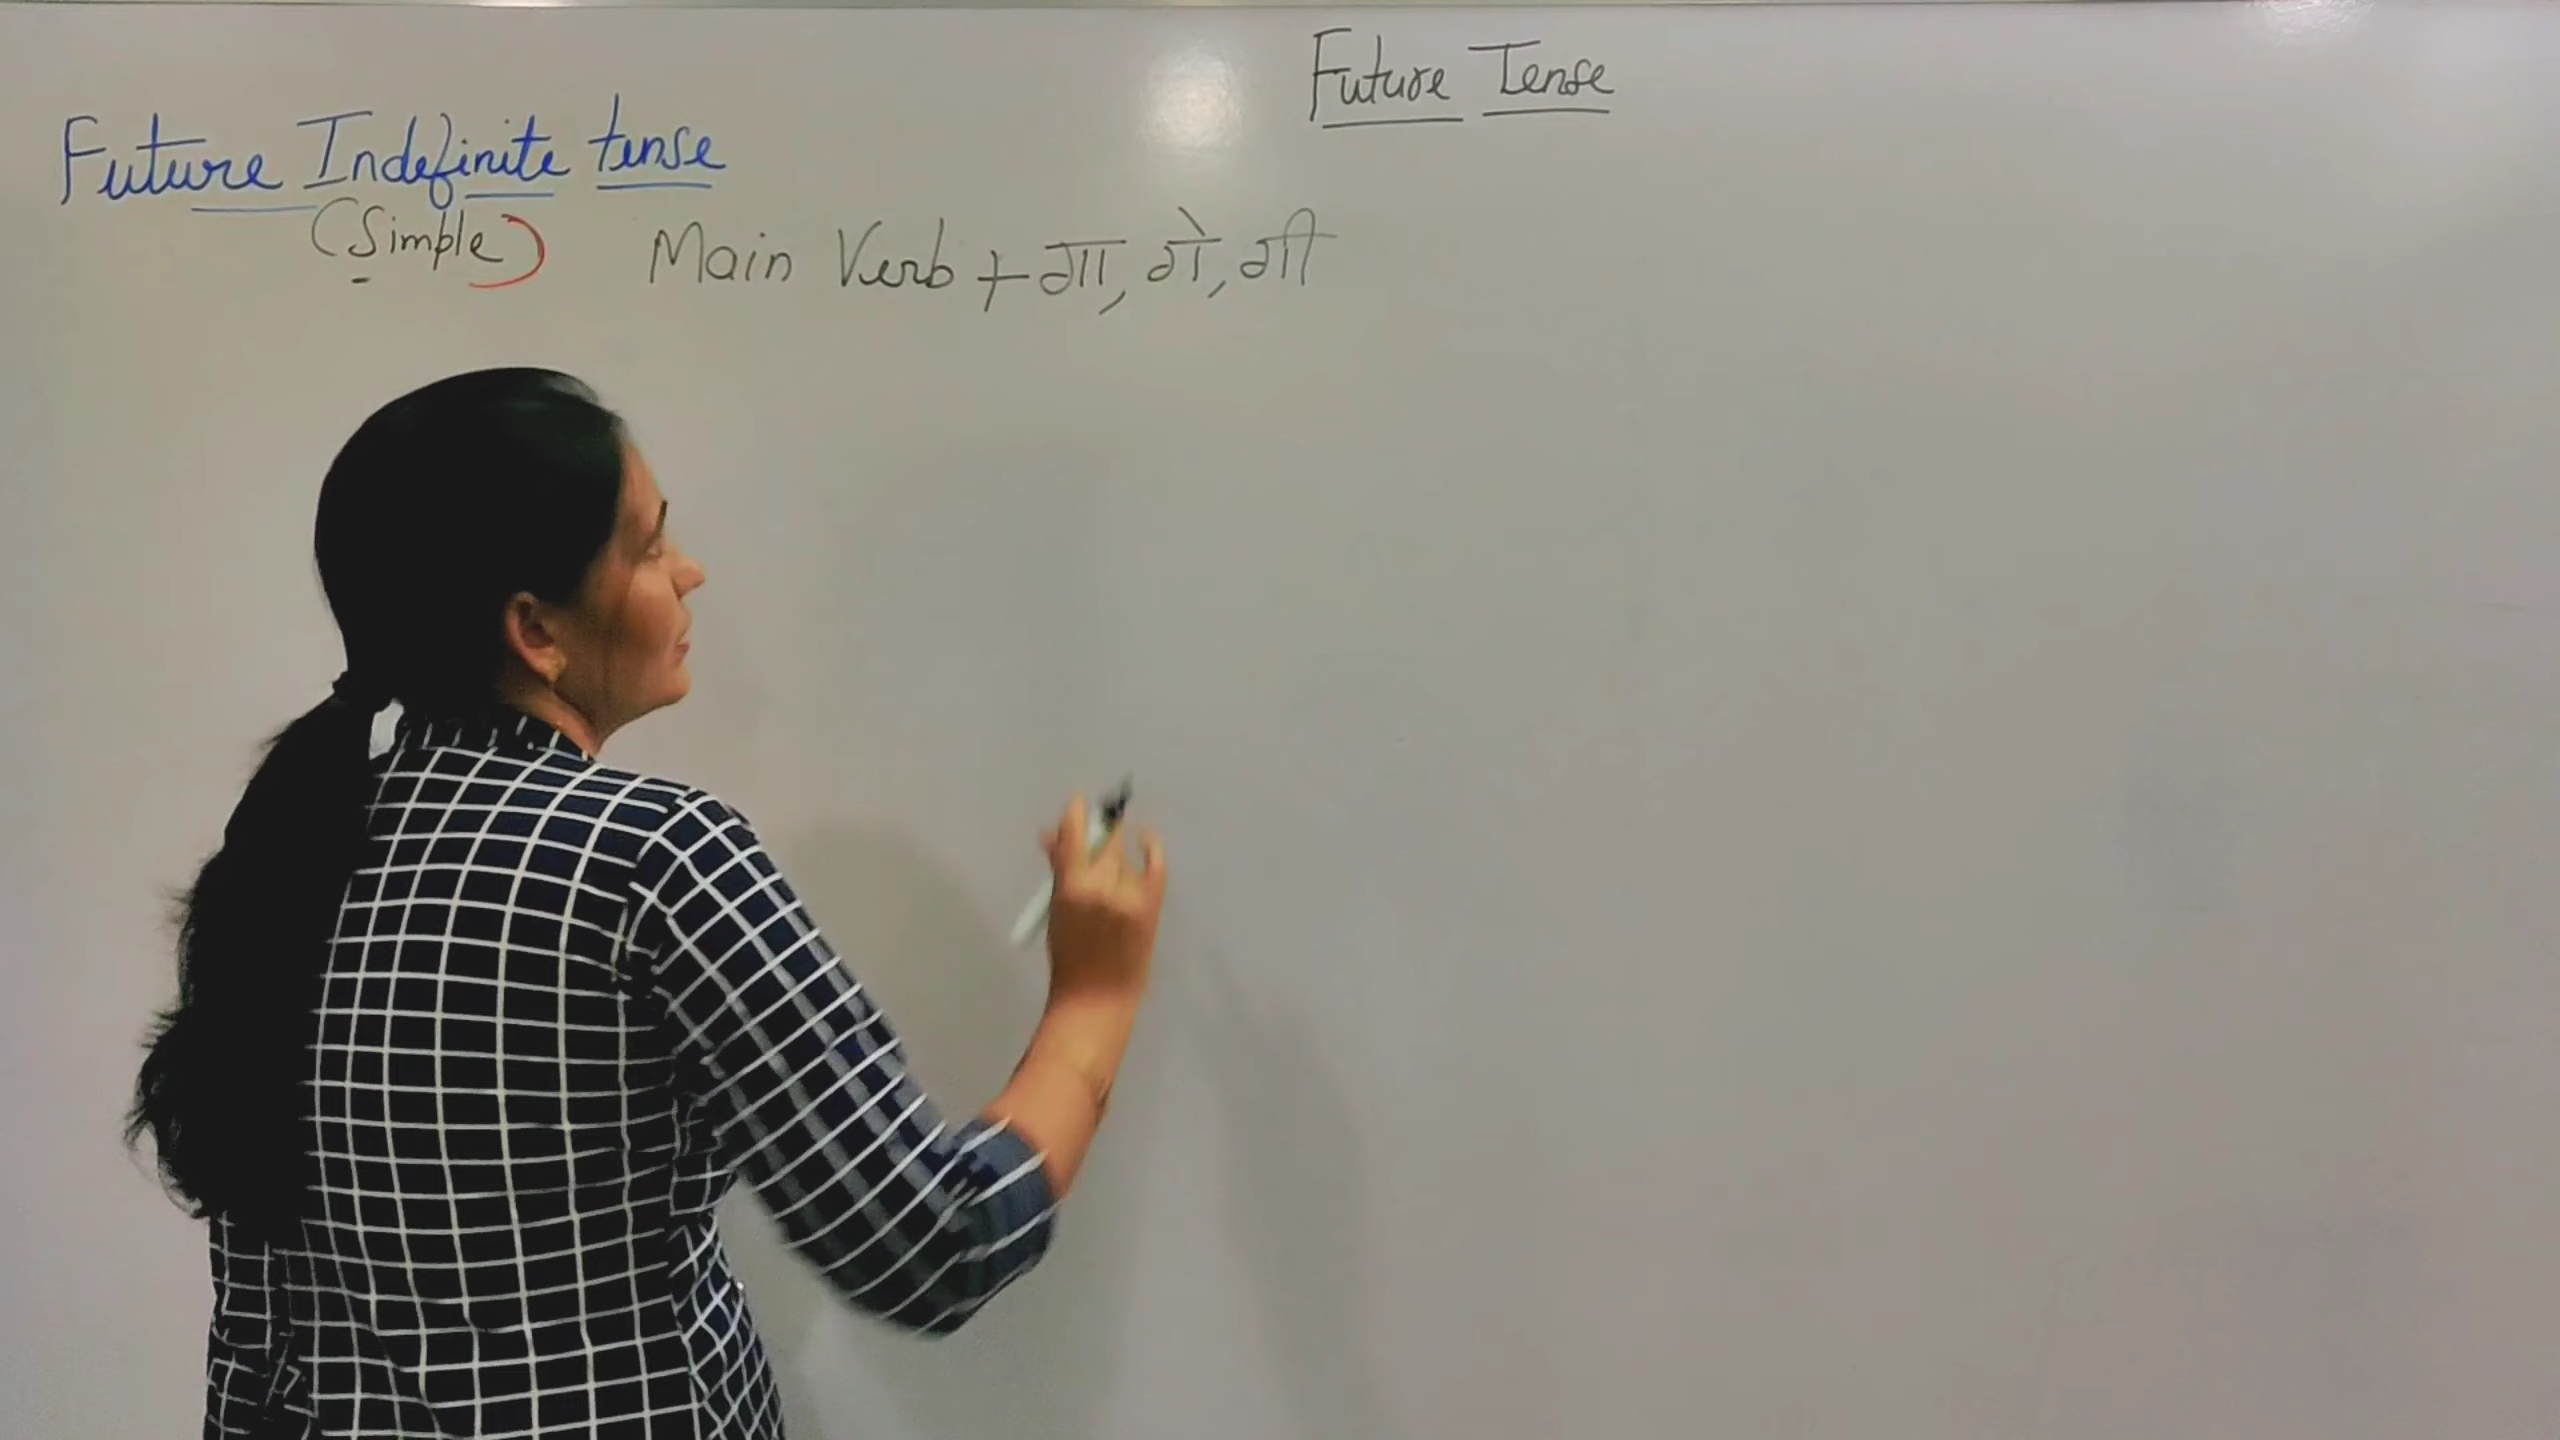 Future Tense
Future Indefinite tense
(Simple) Main Verb + गा, गे, गी